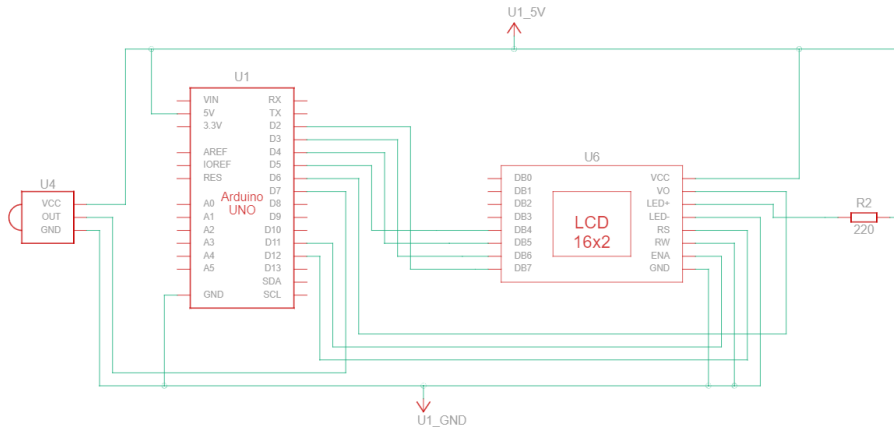 U1_5V
U1
VIN
5V
3.3V
AREF
IOREF
RES
A0
A1
A2
A3
A4
A5
GND
Arduino
UNO
RX
TX
D2
D3
D4
D5
D6
D7
D8
D9
D10
D11
D12
D13
SDA
SCL
U4
VCC
OUT
GND
U6
DB0
DB1
DB2
DB3
DB4
DB5
DB6
DB7
LCD
16x2
VCC
VO
LED+
LED-
RS
RW
ENA
GND
R2
220
U1_GND